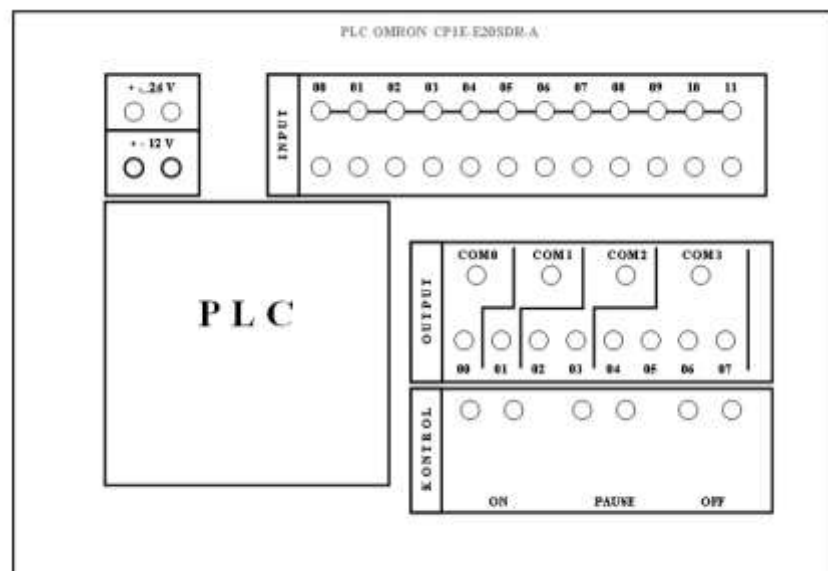 PLC OMRON CP1E-E20SDR-A
+ - 24 V
+ - 12 V
INPUT
00 01 02 03 04 05 06 07 08 09 10 11
PLC
OUTPUT
COM0 COM1 COM2 COM3
00 01 02 03 04 05 06 07
KONTROL
ON PAUSE OFF